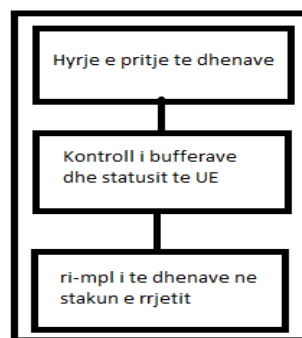 Hyrje e pritje te dhenave
Kontroll i bufferave
dhe statusit te UE
ri-mpl i te dhenave ne
stakun e rrjetit